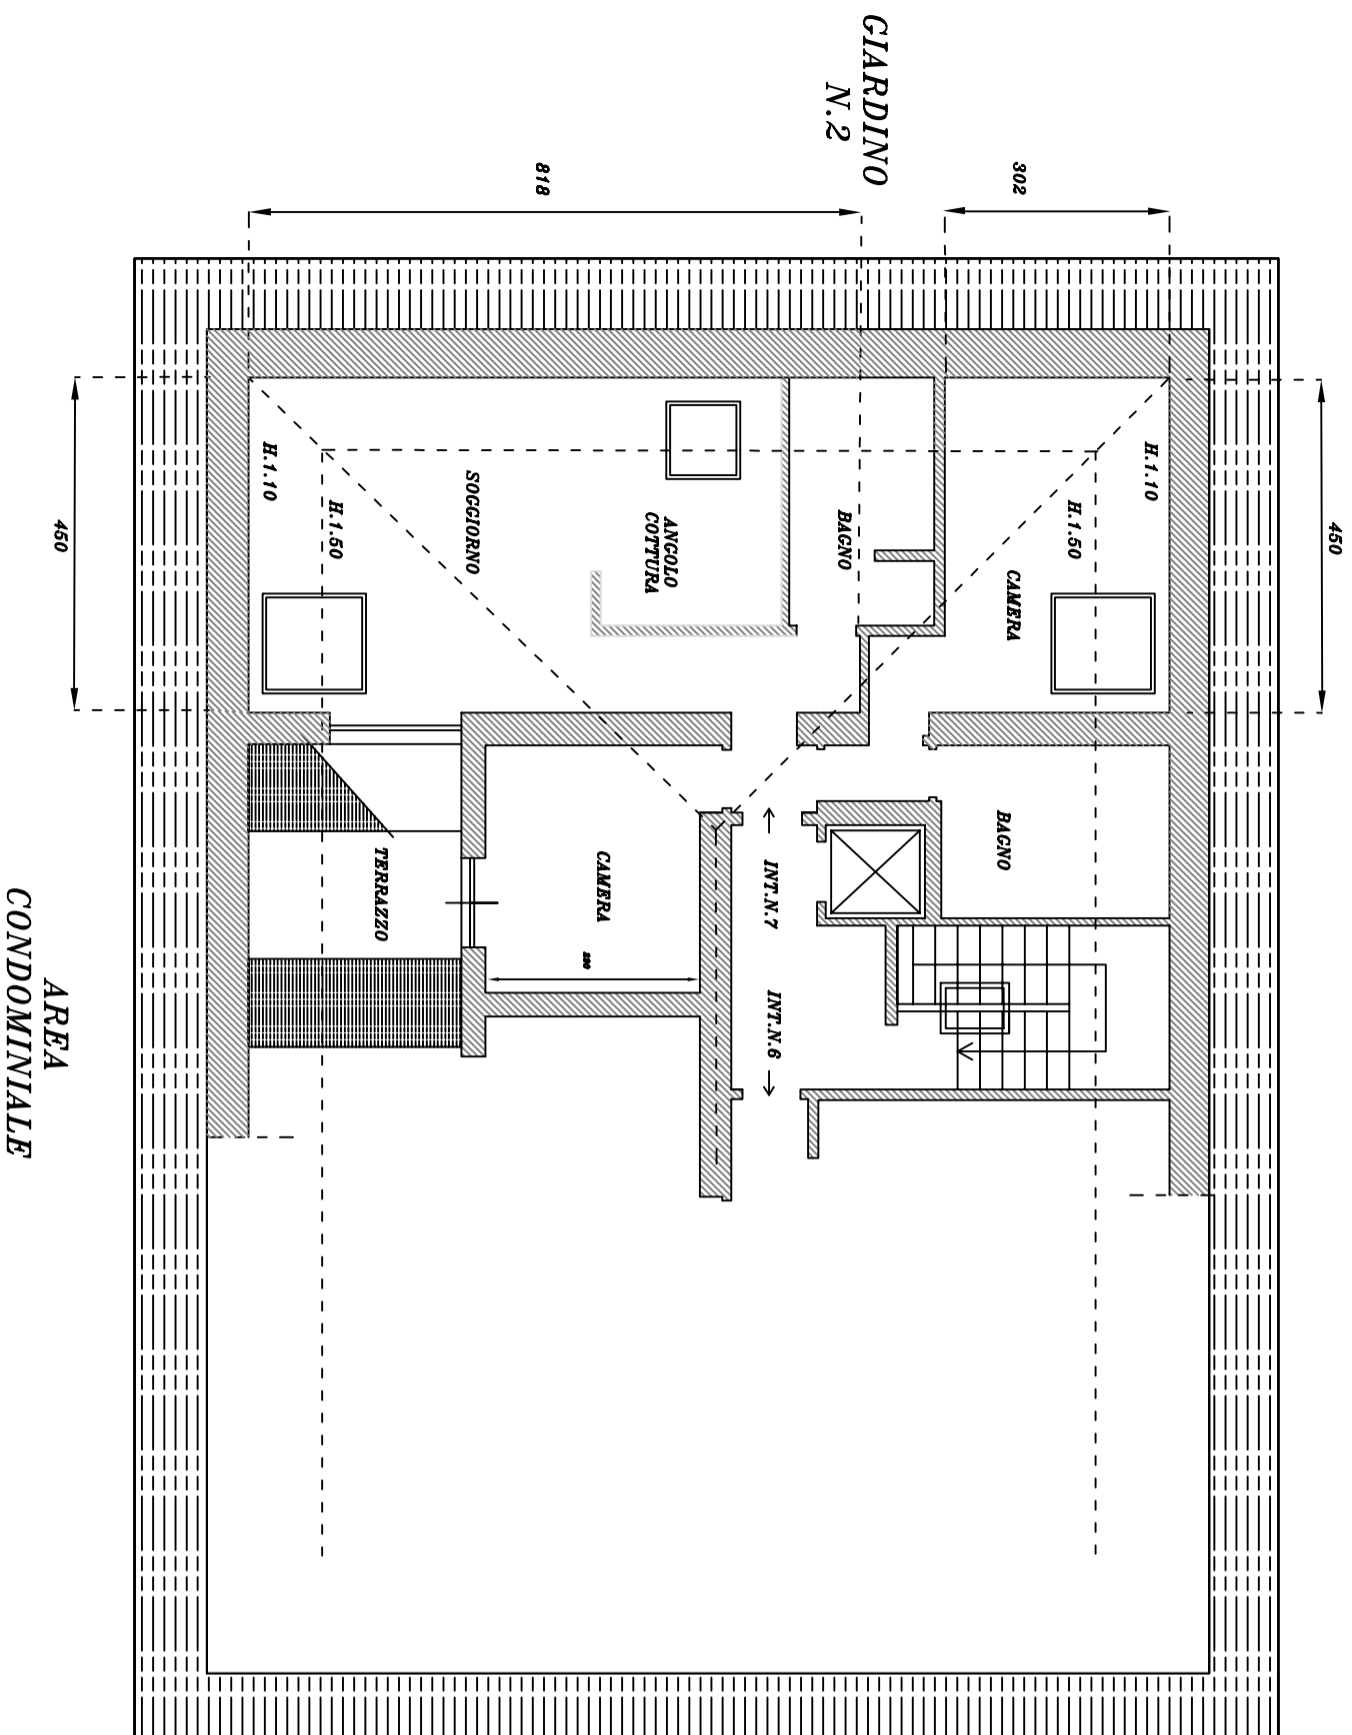 GIARDINO
N.2
302
818
450
450
H.1.10
H.1.50
CAMERA
BAGNO
ANGOLO
COTTURA
SOGGIORNO
H.1.50
H.1.10
BAGNO
INT.N.7
INT.N.6
CAMERA
TERRAZZO
AREA
CONDOMINIALE